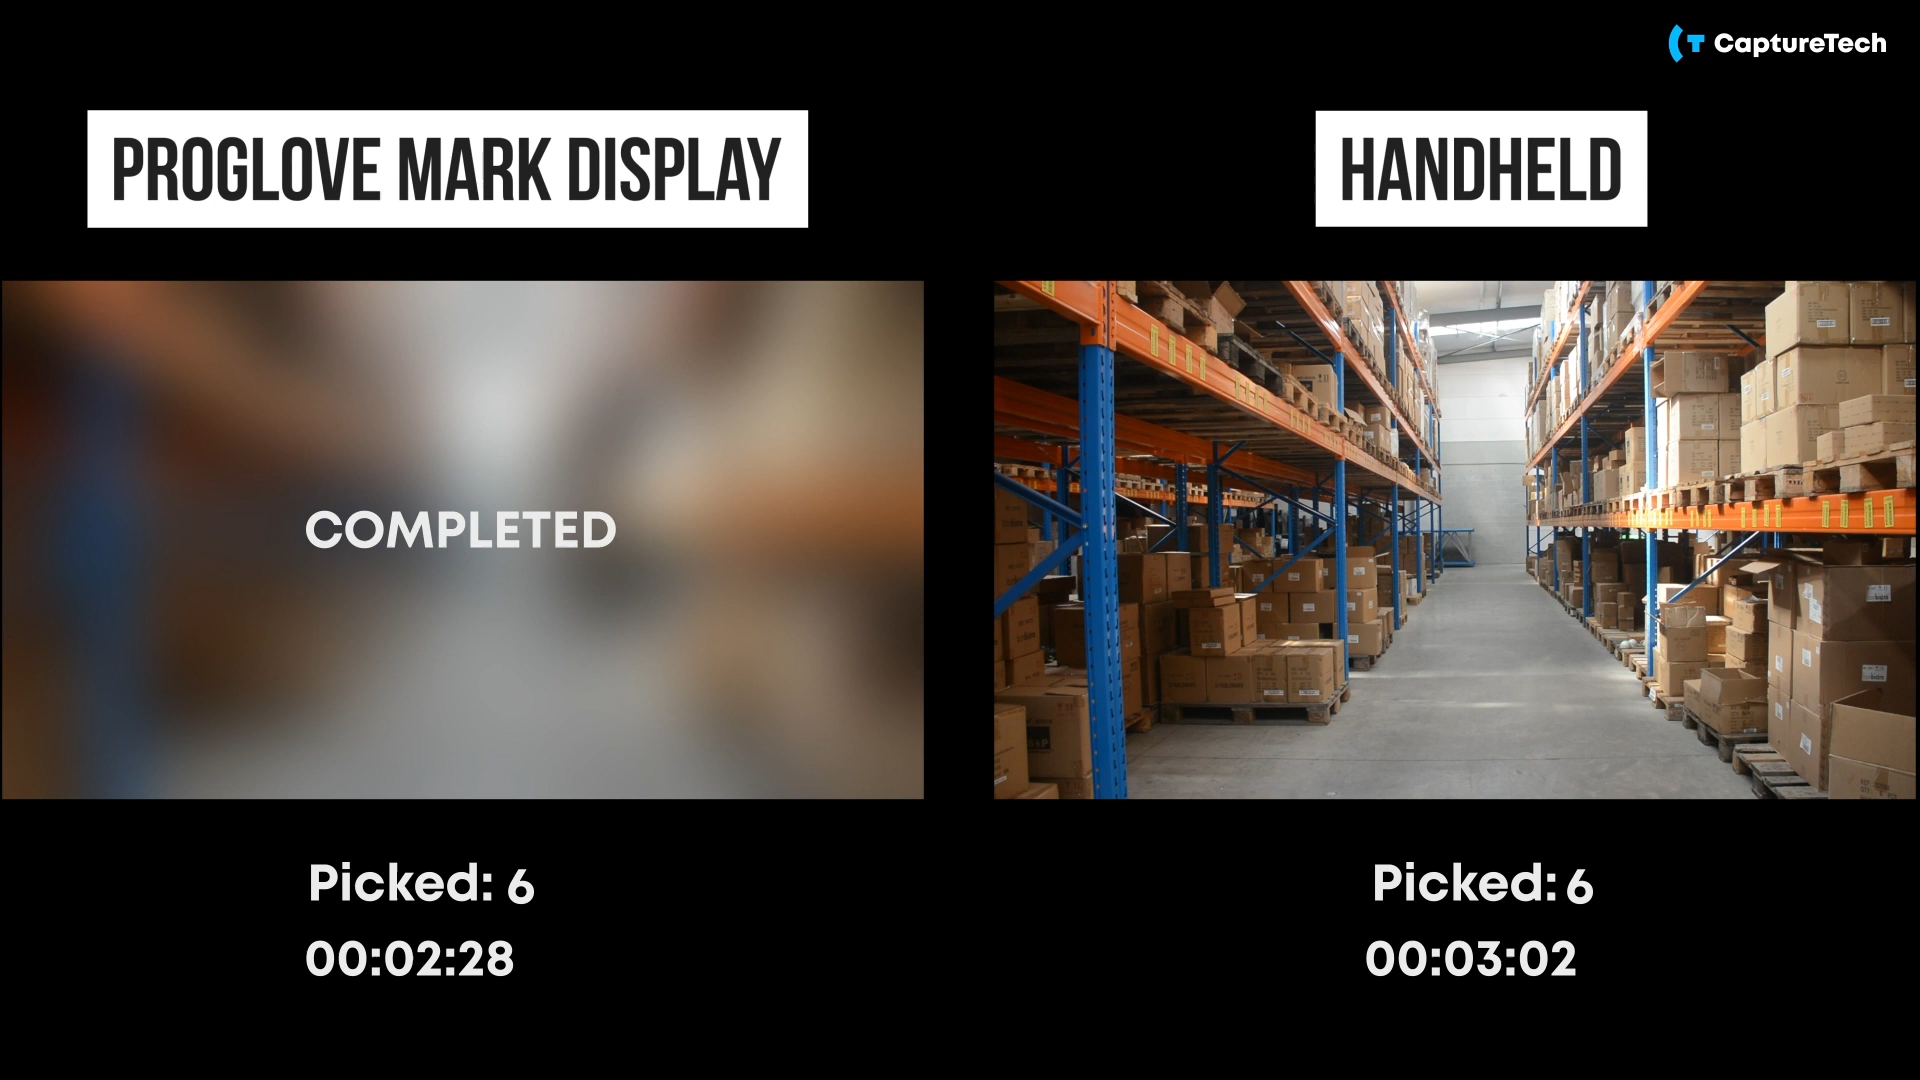 CaptureTech
PROGLOVE MARK DISPLAY
HANDHELD
COMPLETED
Picked: 6
00:02:28
Picked: 6
00:03:02